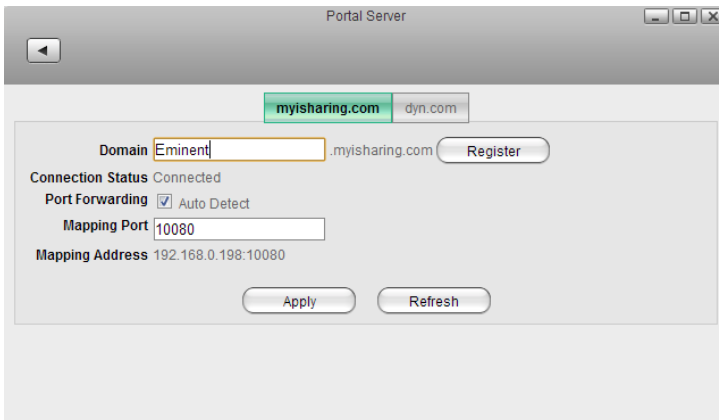 Portal Server
myisharing.com dyn.com
Domain Eminent .myisharing.com Register
Connection Status Connected
Port Forwarding Auto Detect
Mapping Port 10080
Mapping Address 192.168.0.198:10080
Apply Refresh